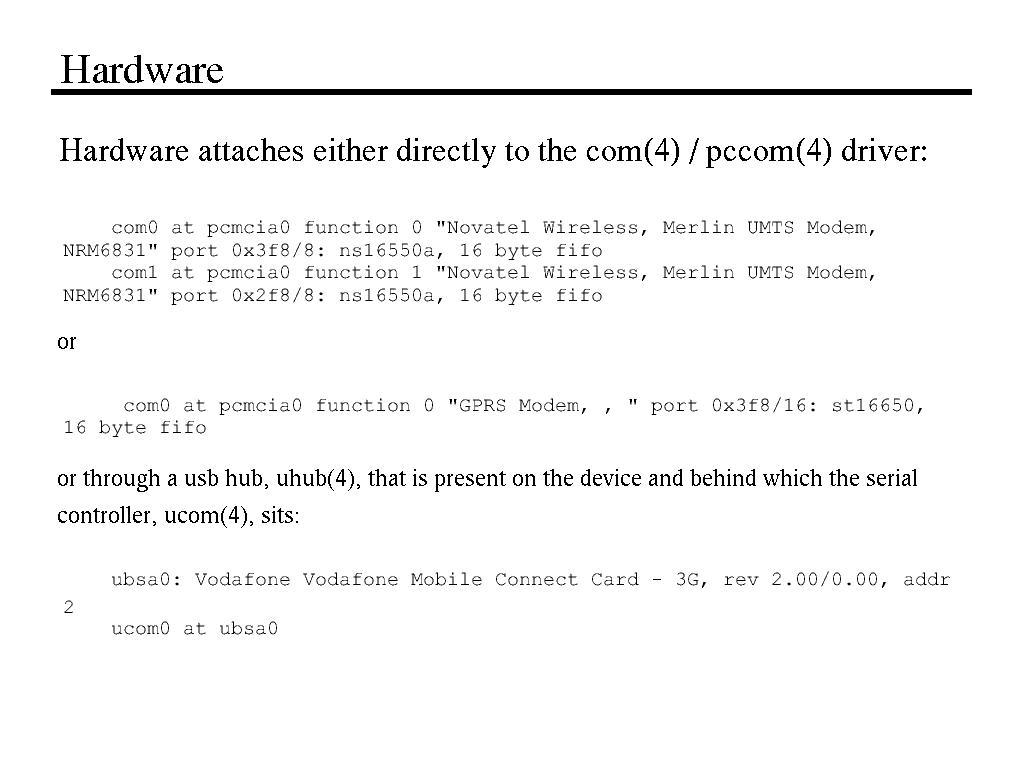 Hardware
Hardware attaches either directly to the com(4) / pccom(4) driver:
com0 at pcmcia0 function 0 "Novatel Wireless, Merlin UMTS Modem,
NRM6831" port 0x3f8/8: ns16550a, 16 byte fifo
com1 at pcmcia0 function 1 "Novatel Wireless, Merlin UMTS Modem,
NRM6831" port 0x2f8/8: ns16550a, 16 byte fifo
or
com0 at pcmcia0 function 0 "GPRS Modem, , " port 0x3f8/16: st16650,
16 byte fifo
or through a usb hub, uhub(4), that is present on the device and behind which the serial
controller, ucom(4), sits:
ubsa0: Vodafone Vodafone Mobile Connect Card - 3G, rev 2.00/0.00, addr
2
ucom0 at ubsa0